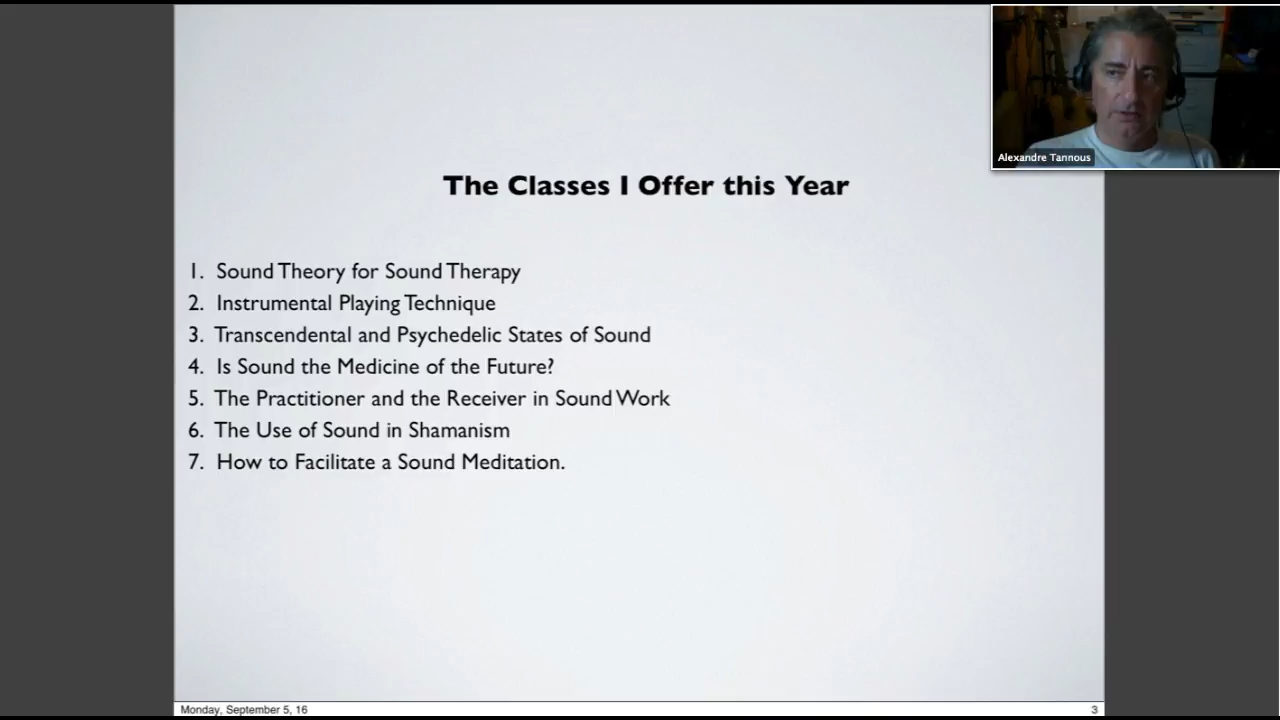 Alexandre Tannous
The Classes I Offer this Year
1. Sound Theory for Sound Therapy
2. Instrumental Playing Technique
3. Transcendental and Psychedelic States of Sound
4. Is Sound the Medicine of the Future?
5. The Practitioner and the Receiver in Sound Work
6. The Use of Sound in Shamanism
7. How to Facilitate a Sound Meditation.
Monday, September 5, 16
3